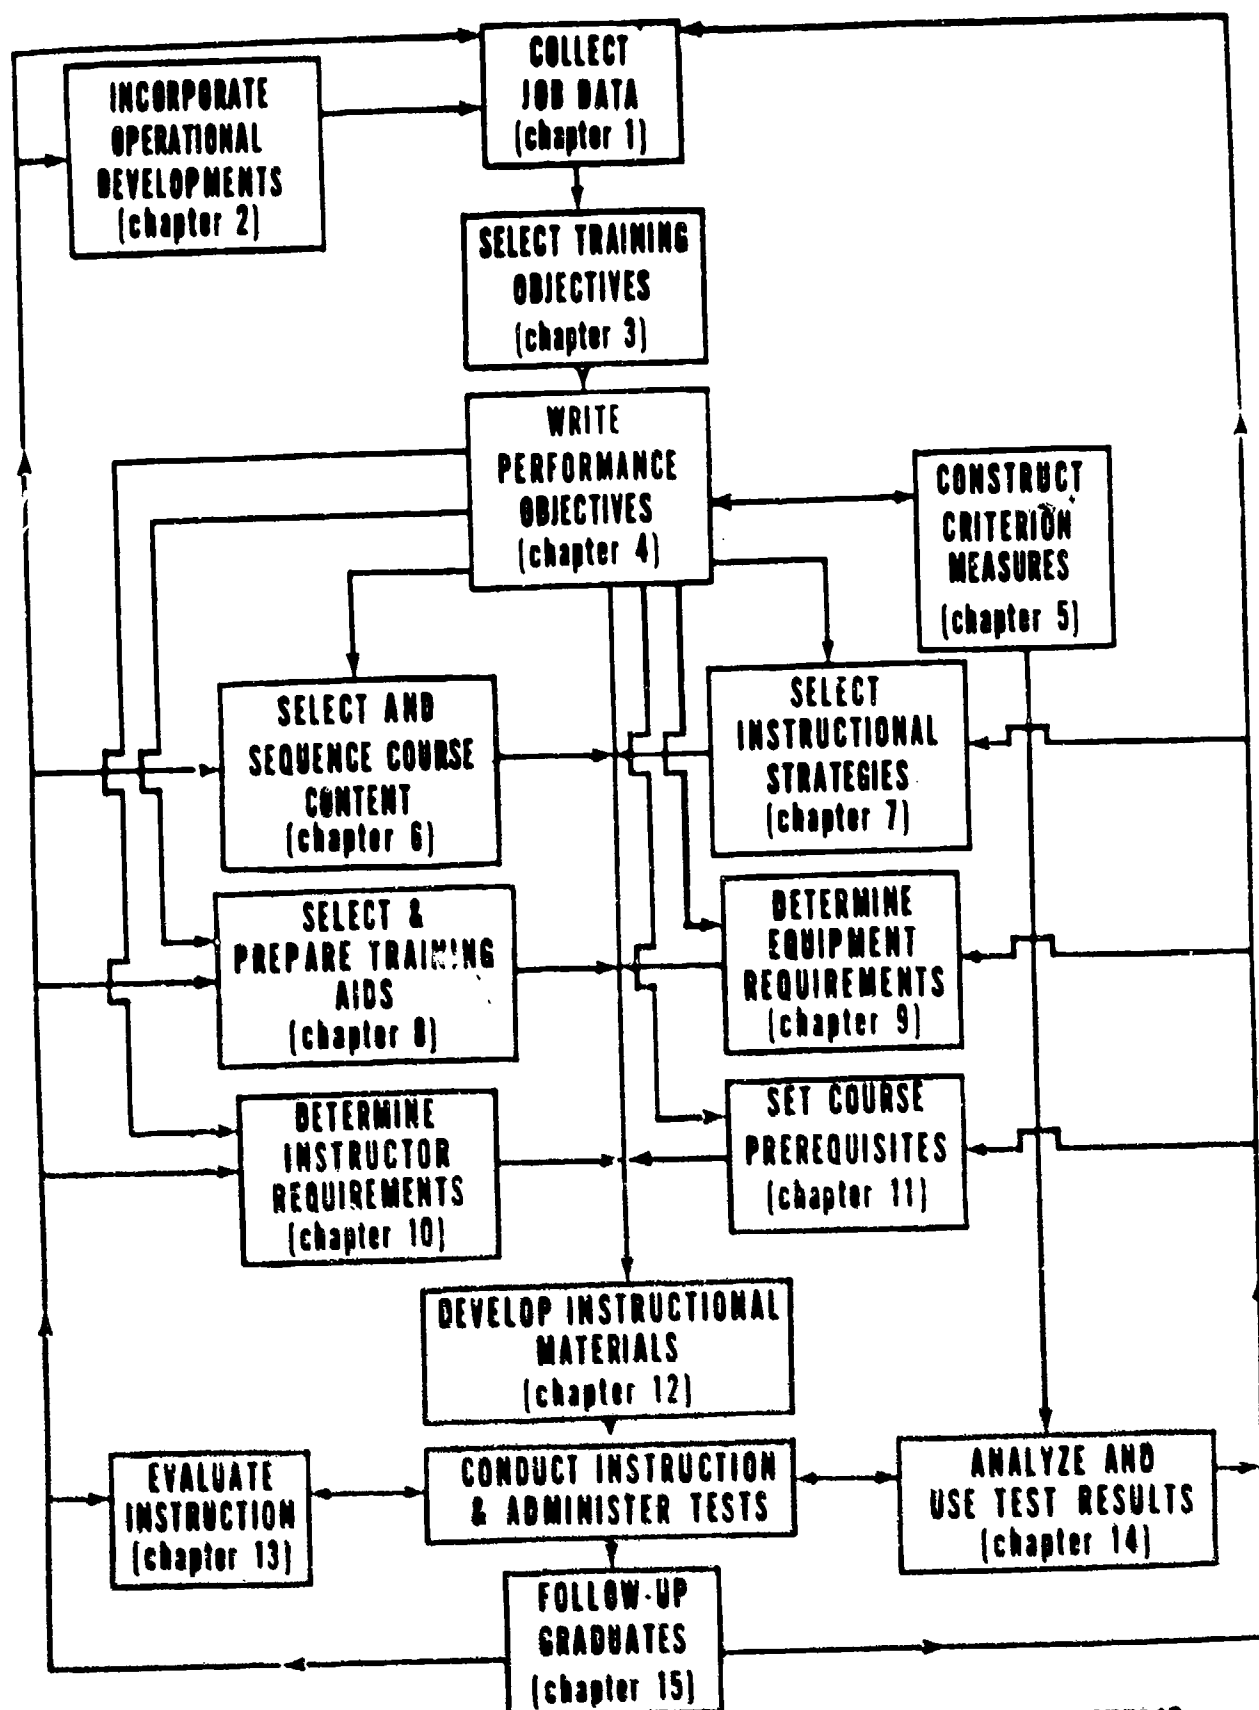 COLLECT
JOB DATA
(chapter 1)
INCORPORATE
OPERATIONAL
DEVELOPMENTS
(chapter 2)
SELECT TRAINING
OBJECTIVES
(chapter 3)
WRITE
PERFORMANCE
OBJECTIVES
(chapter 4)
CONSTRUCT
CRITERION
MEASURES
(chapter 5)
SELECT AND
SEQUENCE COURSE
CONTENT
(chapter 6)
SELECT
INSTRUCTIONAL
STRATEGIES
(chapter 7)
SELECT &
PREPARE TRAINING
AIDS
(chapter 8)
DETERMINE
EQUIPMENT
REQUIREMENTS
(chapter 9)
DETERMINE
INSTRUCTOR
REQUIREMENTS
(chapter 10)
SET COURSE
PREREQUISITES
(chapter 11)
DEVELOP INSTRUCTIONAL
MATERIALS
(chapter 12)
EVALUATE
INSTRUCTION
(chapter 13)
CONDUCT INSTRUCTION
& ADMINISTER TESTS
ANALYZE AND
USE TEST RESULTS
(chapter 14)
FOLLOW-UP
GRADUATES
(chapter 15)